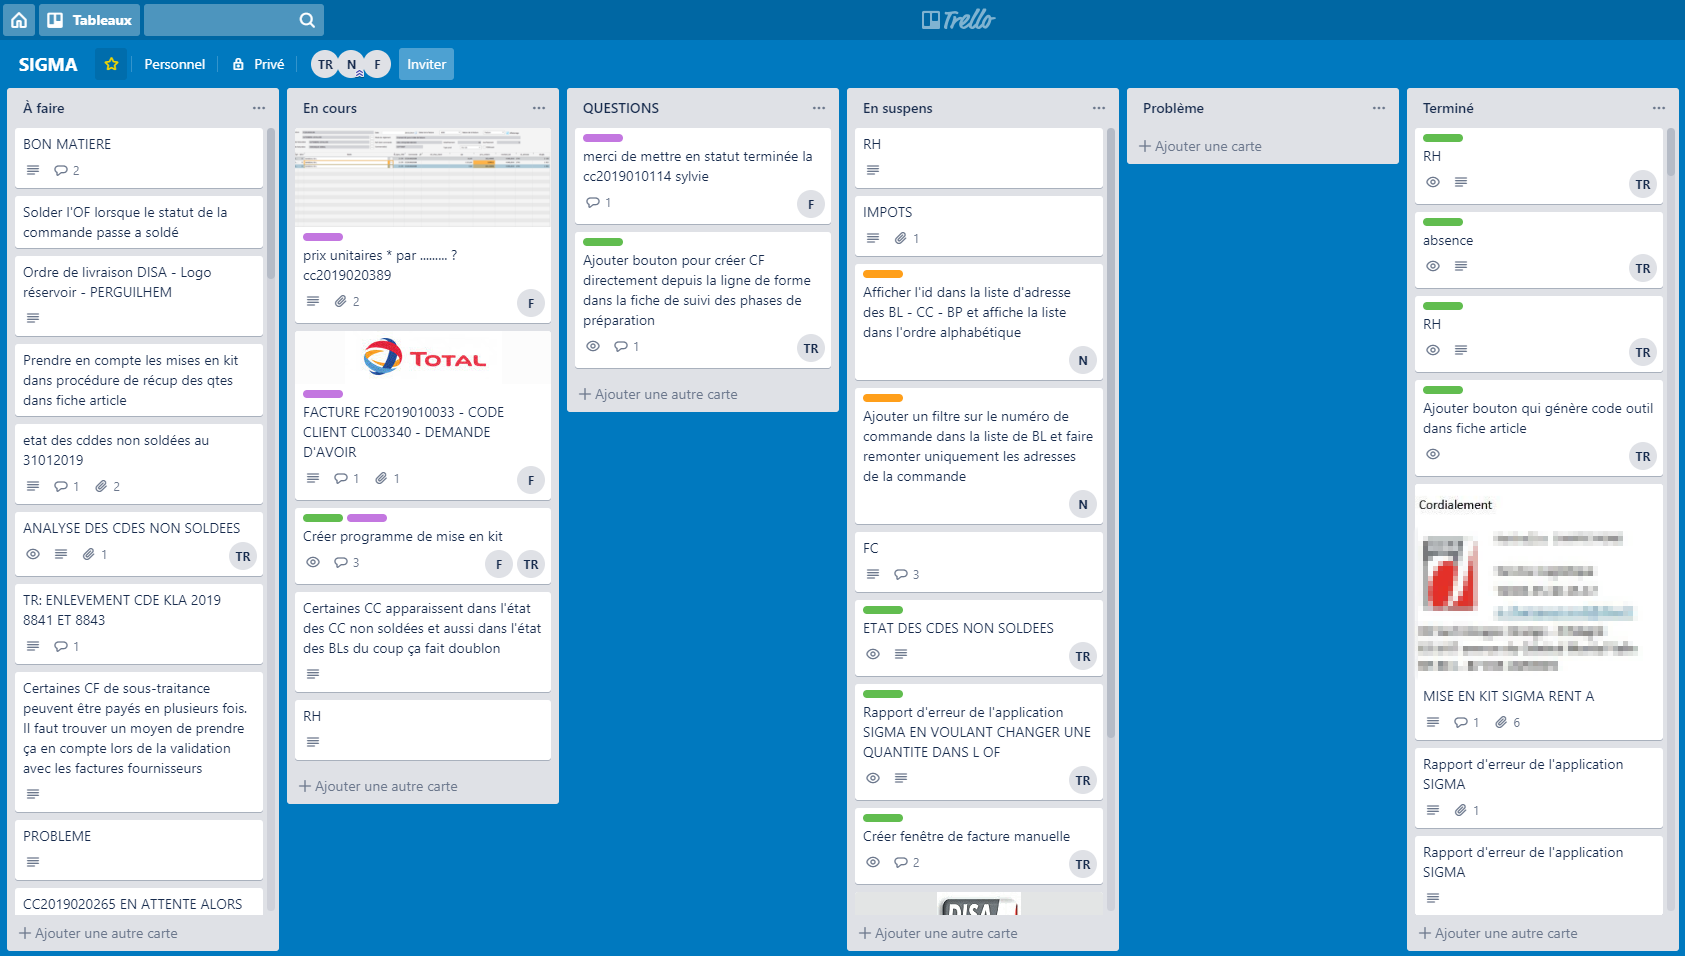 Tableaux
Trello
SIGMA
Personnel
Privé
TR
N
F
Inviter
À faire
BON MATIERE
2
Solder l'OF lorsque le statut de la
commande passe a soldé
Ordre de livraison DISA - Logo
réservoir - PERGUILHEM
Prendre en compte les mises en kit
dans procédure de récup des qtes
dans fiche article
etat des cddes non soldées au
31012019
1
2
ANALYSE DES CDES NON SOLDEES
1
TR
TR: ENLEVEMENT CDE KLA 2019
8841 ET 8843
1
Certaines CF de sous-traitance
peuvent être payés en plusieurs fois.
Il faut trouver un moyen de prendre
ça en compte lors de la validation
avec les factures fournisseurs
PROBLEME
CC2019020265 EN ATTENTE ALORS
+ Ajouter une autre carte
En cours
prix unitaires * par ......... ?
cc2019020389
2
F
TOTAL
FACTURE FC2019010033 - CODE
CLIENT CL003340 - DEMANDE
D'AVOIR
1
1
F
Créer programme de mise en kit
3
F
TR
Certaines CC apparaissent dans l'état
des CC non soldées et aussi dans l'état
des BLs du coup ça fait doublon
RH
+ Ajouter une autre carte
QUESTIONS
merci de mettre en statut terminée la
cc2019010114 sylvie
1
F
Ajouter bouton pour créer CF
directement depuis la ligne de forme
dans la fiche de suivi des phases de
préparation
1
TR
+ Ajouter une autre carte
En suspens
RH
IMPOTS
1
Afficher l'id dans la liste d'adresse
des BL - CC - BP et affiche la liste
dans l'ordre alphabétique
N
Ajouter un filtre sur le numéro de
commande dans la liste de BL et faire
remonter uniquement les adresses
de la commande
N
FC
3
ETAT DES CDES NON SOLDEES
TR
Rapport d'erreur de l'application
SIGMA EN VOULANT CHANGER UNE
QUANTITE DANS L OF
TR
Créer fenêtre de facture manuelle
2
TR
DISA
+ Ajouter une autre carte
Problème
+ Ajouter une carte
Terminé
RH
TR
absence
TR
RH
TR
Ajouter bouton qui génère code outil
dans fiche article
TR
Cordialement
MISE EN KIT SIGMA RENT A
1
6
Rapport d'erreur de l'application
SIGMA
1
Rapport d'erreur de l'application
SIGMA
+ Ajouter une autre carte